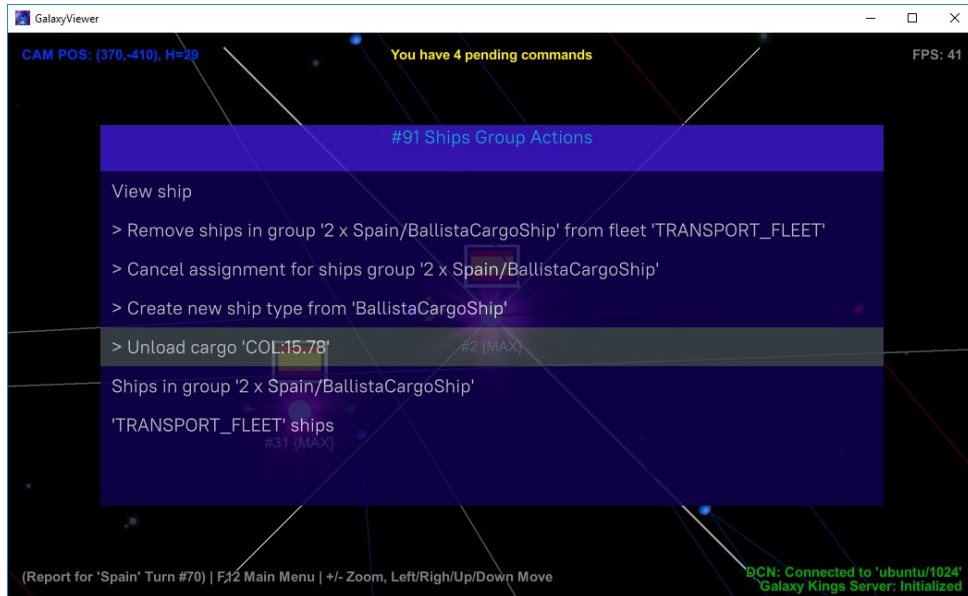 GalaxyViewer
CAM POS: (370,-410), H=29
You have 4 pending commands
FPS: 41
#91 Ships Group Actions
View ship
> Remove ships in group '2 x Spain/BallistaCargoShip' from fleet 'TRANSPORT_FLEET'
> Cancel assignment for ships group '2 x Spain/BallistaCargoShip'
> Create new ship type from 'BallistaCargoShip'
> Unload cargo 'COL:15.78'
#2 {MAX}
Ships in group '2 x Spain/BallistaCargoShip'
'TRANSPORT_FLEET' ships
#31 {MAX}
(Report for 'Spain' Turn #70) | F12 Main Menu | +/- Zoom, Left/Righ/Up/Down Move
DCN: Connected to 'ubuntu/1024'
Galaxy Kings Server: Initialized